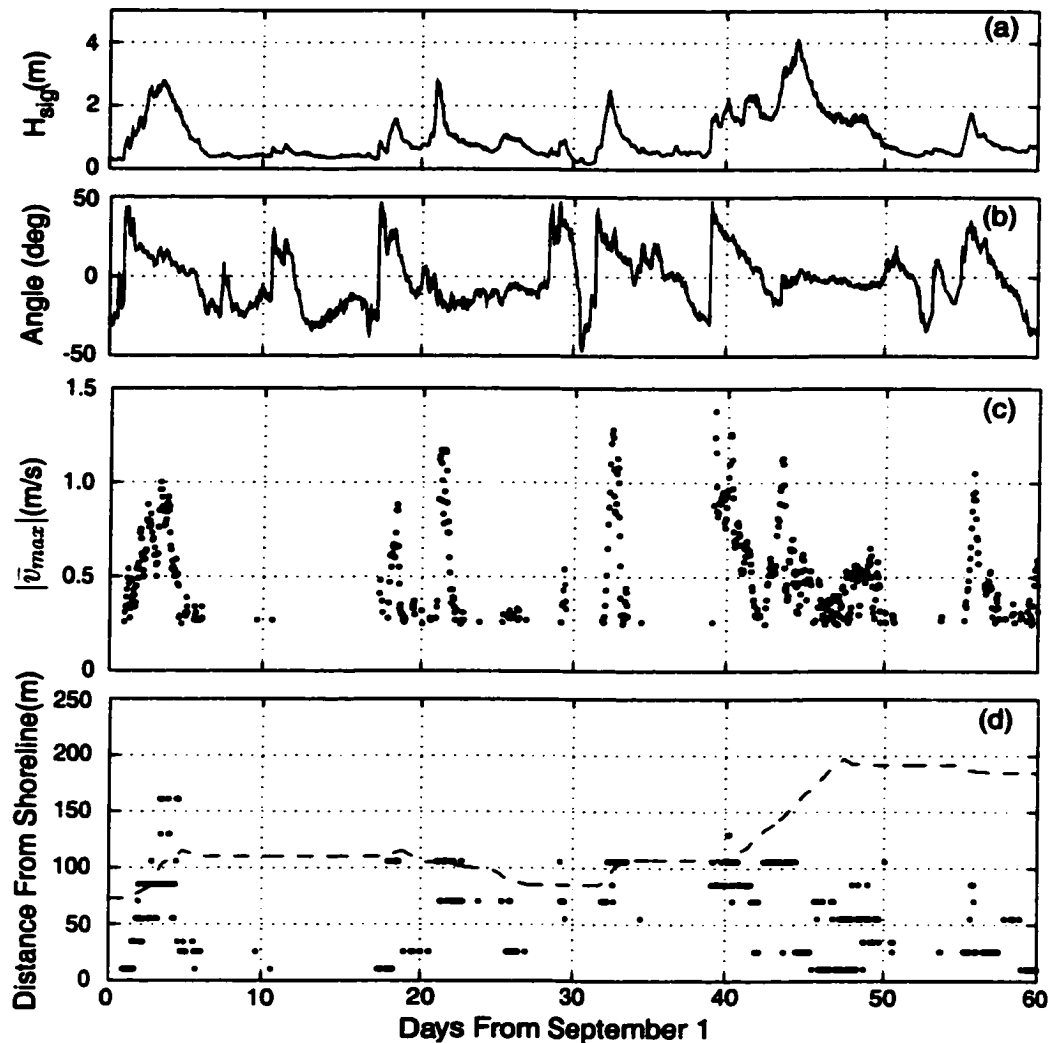 (a)
H_sig(m)
4
2
0
(b)
Angle (deg)
50
0
-50
(c)
|v̄_max|(m/s)
1.5
1.0
0.5
0
(d)
Distance From Shoreline(m)
250
200
150
100
50
0
0 10 20 30 40 50 60
Days From September 1